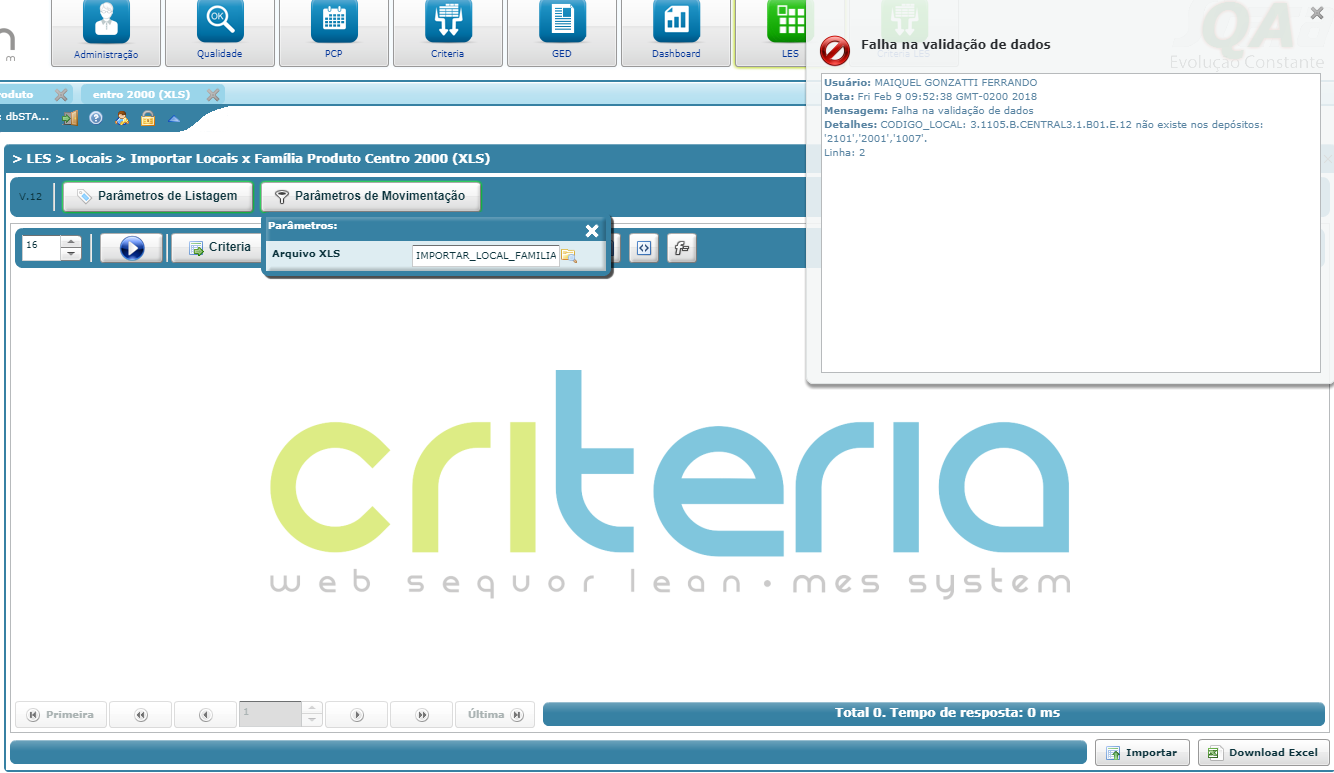 Administração
Qualidade
PCP
Criteria
GED
Dashboard
LES
Criteria LES
OK
m
QA
Evolução Constante
Falha na validação de dados
Usuário: MAIQUEL GONZATTI FERRANDO
Data: Fri Feb 9 09:52:38 GMT-0200 2018
Mensagem: Falha na validação de dados
Detalhes: CODIGO_LOCAL: 3.1105.B.CENTRAL3.1.B01.E.12 não existe nos depósitos:
'2101','2001','1007'.
Linha: 2
oduto
entro 2000 (XLS)
: dbSTA...
> LES > Locais > Importar Locais x Família Produto Centro 2000 (XLS)
V.12
Parâmetros de Listagem
Parâmetros de Movimentação
Parâmetros:
Arquivo XLS
IMPORTAR_LOCAL_FAMILIA
16
Criteria
criteria
web sequor lean • mes system
Primeira
1
Última
Total 0. Tempo de resposta: 0 ms
Importar
Download Excel